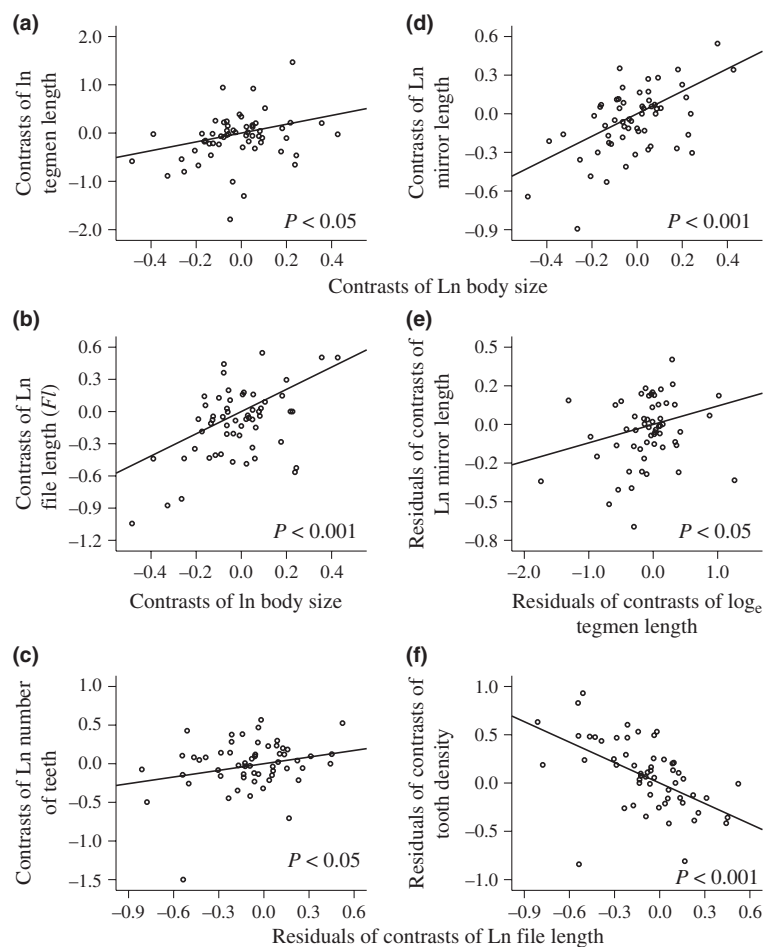 (a)
2.0
1.0
0.0
–1.0
–2.0
Contrasts of ln
tegmen length
P < 0.05
–0.4 –0.2 0.0 0.2 0.4
(d)
0.6
0.3
0.0
–0.3
–0.6
–0.9
Contrasts of Ln
mirror length
P < 0.001
–0.4 –0.2 0.0 0.2 0.4
Contrasts of Ln body size
(b)
0.6
0.3
0.0
–0.3
–0.6
–0.9
–1.2
Contrasts of Ln
file length (Fl)
P < 0.001
–0.4 –0.2 0.0 0.2 0.4
Contrasts of ln body size
(e)
0.5
0.2
0.0
–0.2
–0.5
–0.8
Residuals of contrasts of
Ln mirror length
P < 0.05
–2.0 –1.0 0.0 1.0
Residuals of contrasts of loge
tegmen length
(c)
1.0
0.5
0.0
–0.5
–1.0
–1.5
Contrasts of Ln number
of teeth
P < 0.05
–0.9 –0.6 –0.3 0.0 0.3 0.6
(f)
1.0
0.5
0.0
–0.5
–1.0
Residuals of contrasts of
tooth density
P < 0.001
–0.9 –0.6 –0.3 0.0 0.3 0.6
Residuals of contrasts of Ln file length